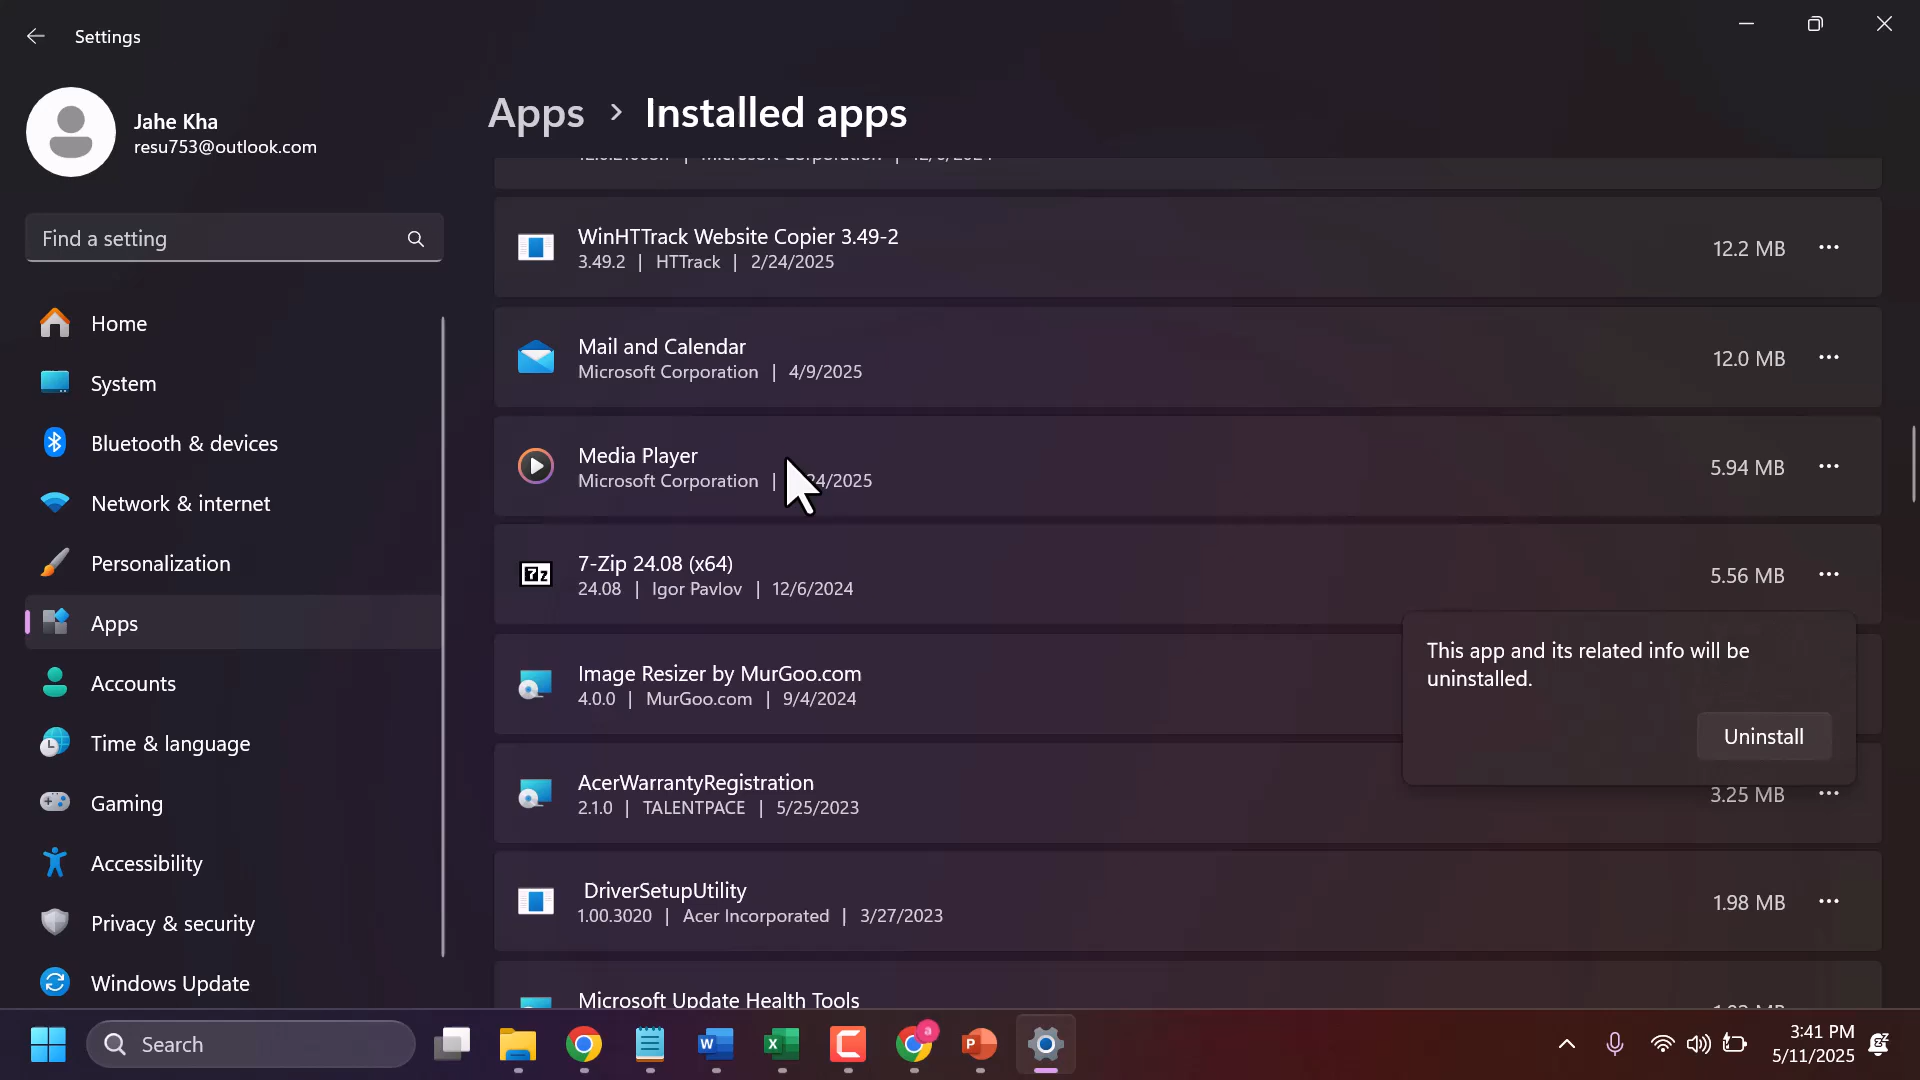 Settings
Jahe Kha
resu753@outlook.com
Find a setting
Home
System
Bluetooth & devices
Network & internet
Personalization
Apps
Accounts
Time & language
Gaming
Accessibility
Privacy & security
Windows Update
Apps > Installed apps
WinHTTrack Website Copier 3.49-2
3.49.2 | HTTrack | 2/24/2025
12.2 MB
Mail and Calendar
Microsoft Corporation | 4/9/2025
12.0 MB
Media Player
Microsoft Corporation | 24/2025
5.94 MB
7-Zip 24.08 (x64)
24.08 | Igor Pavlov | 12/6/2024
5.56 MB
Image Resizer by MurGoo.com
4.0.0 | MurGoo.com | 9/4/2024
This app and its related info will be
uninstalled.
Uninstall
AcerWarrantyRegistration
2.1.0 | TALENTPACE | 5/25/2023
3.25 MB
DriverSetupUtility
1.00.3020 | Acer Incorporated | 3/27/2023
1.98 MB
Microsoft Update Health Tools
Search
3:41 PM
5/11/2025